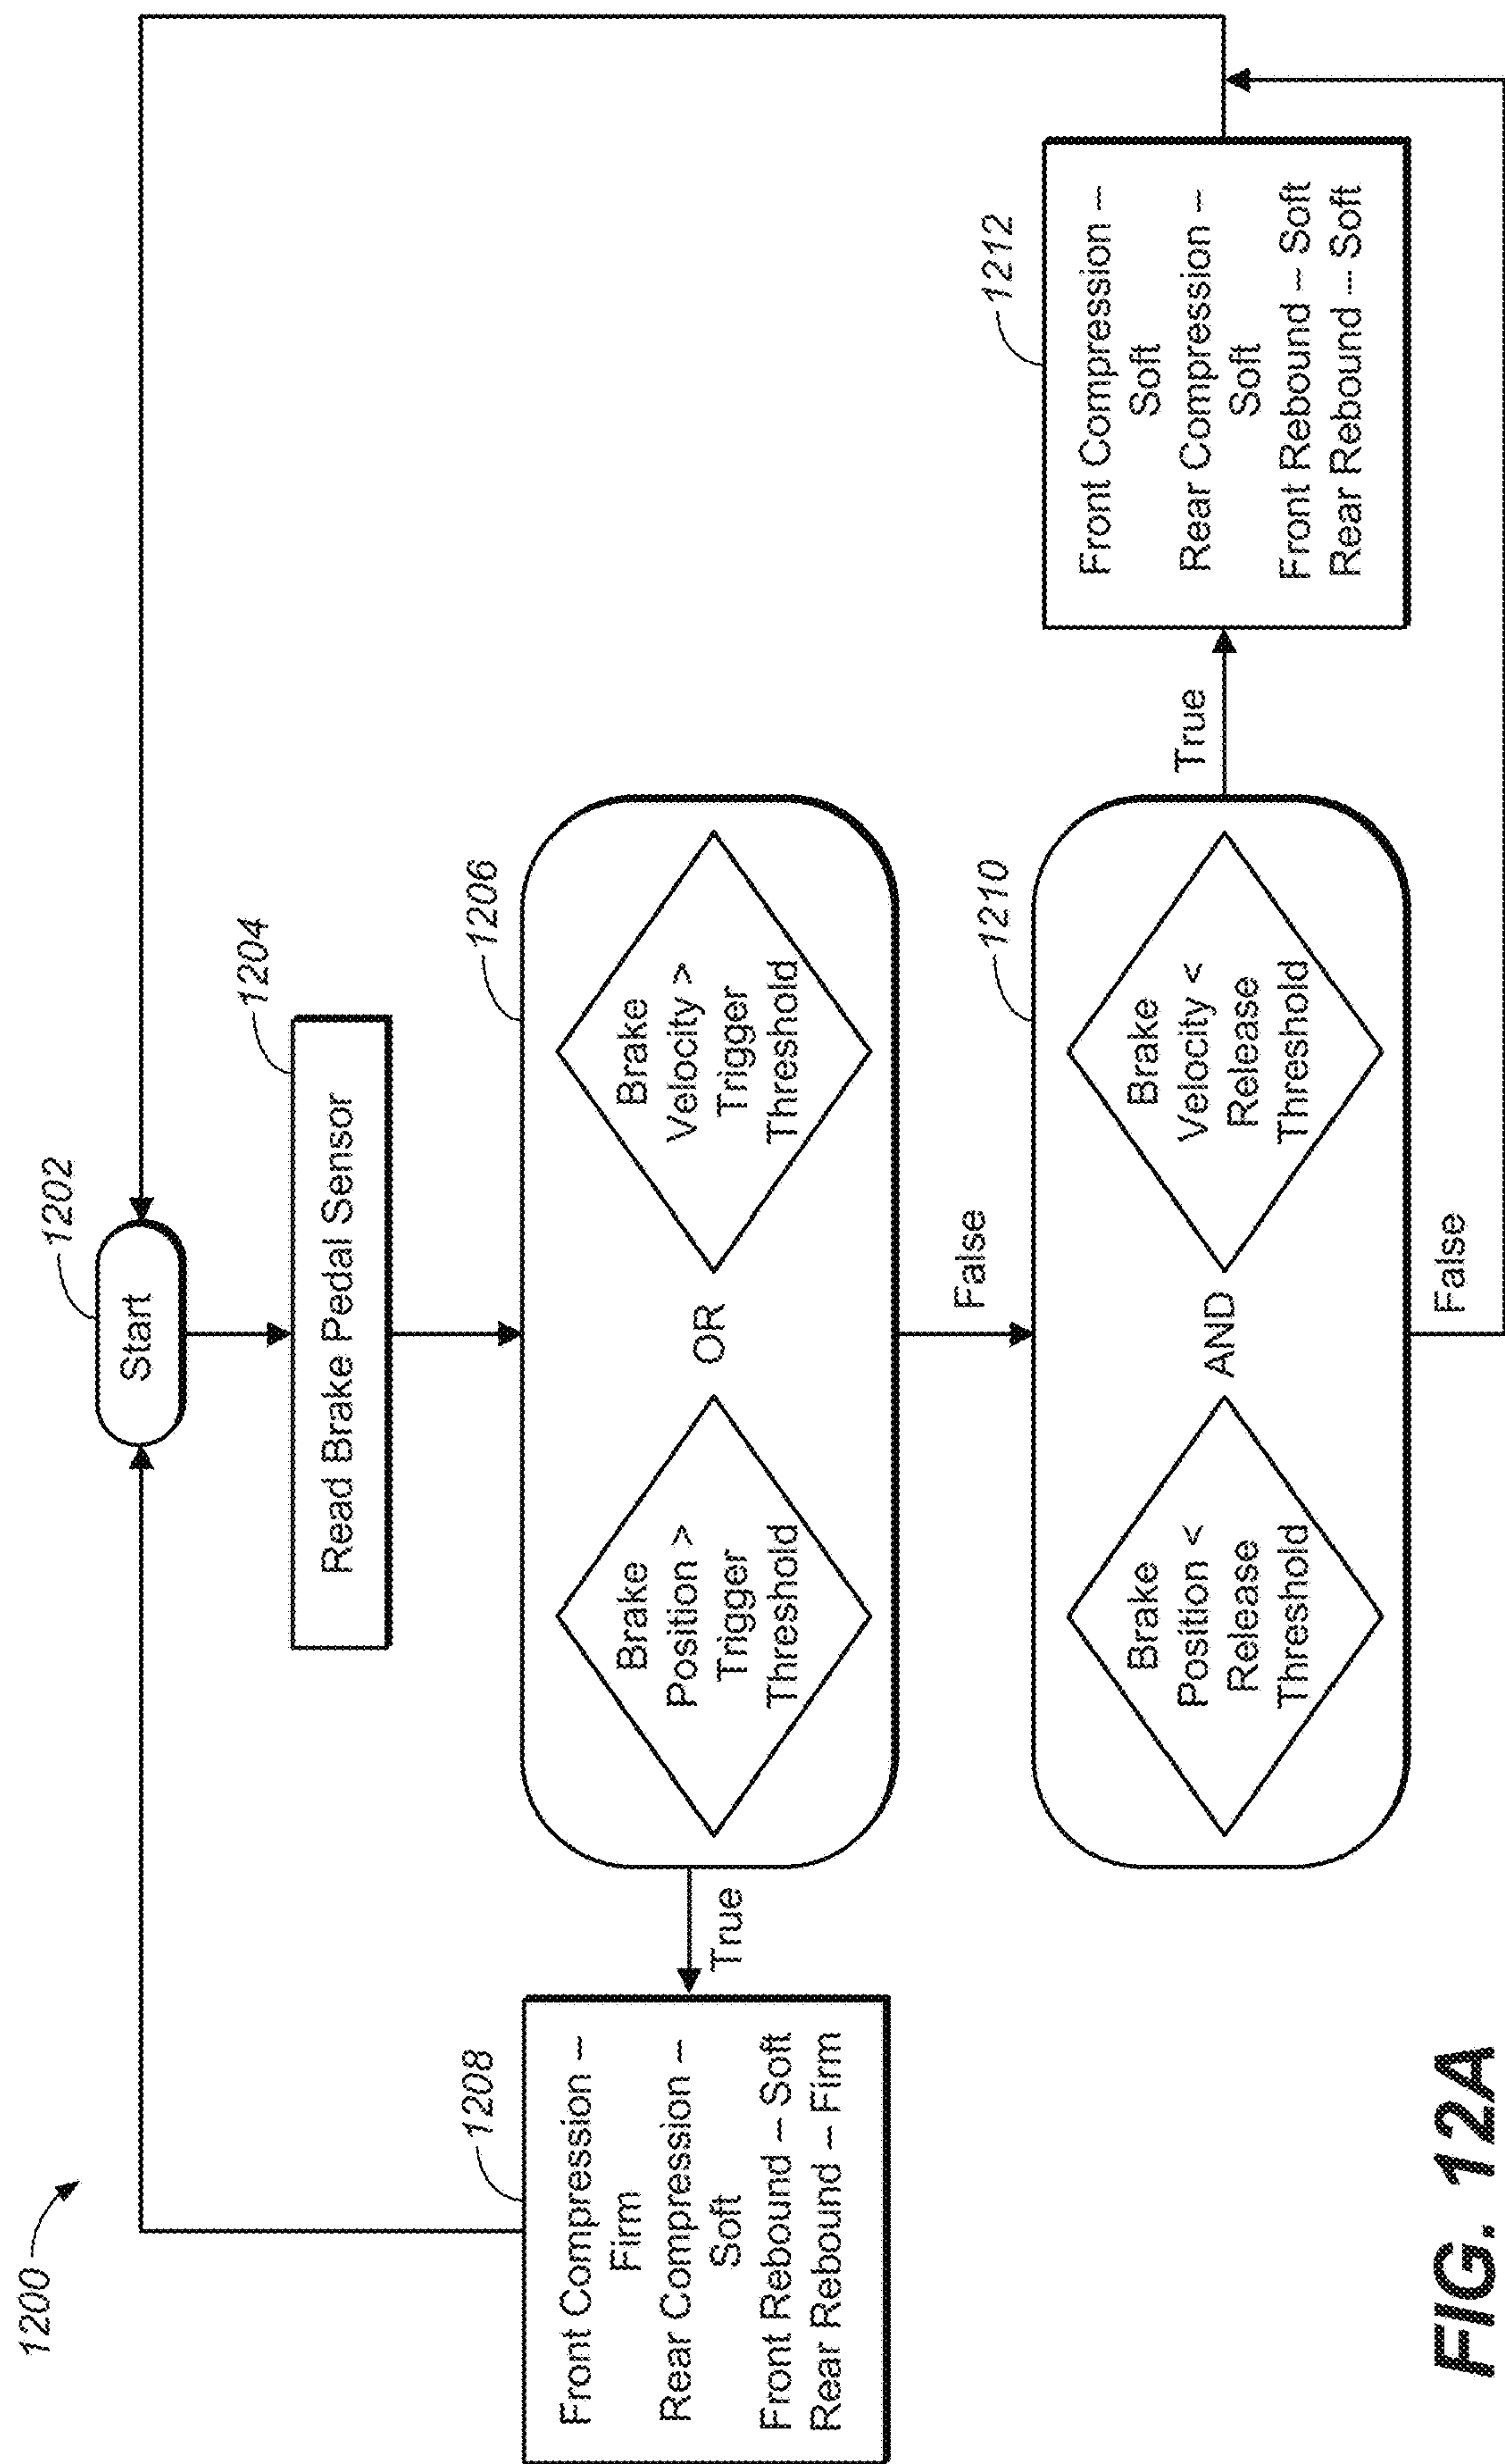 1200
1202
Start
1204
Read Brake Pedal Sensor
1206
Brake
Position >
Trigger
Threshold
OR
Brake
Velocity >
Trigger
Threshold
True
1208
Front Compression –
Firm
Rear Compression –
Soft
Front Rebound – Soft
Rear Rebound – Firm
False
1210
Brake
Position <
Release
Threshold
AND
Brake
Velocity <
Release
Threshold
True
1212
Front Compression –
Soft
Rear Compression –
Soft
Front Rebound – Soft
Rear Rebound – Soft
False
FIG. 12A